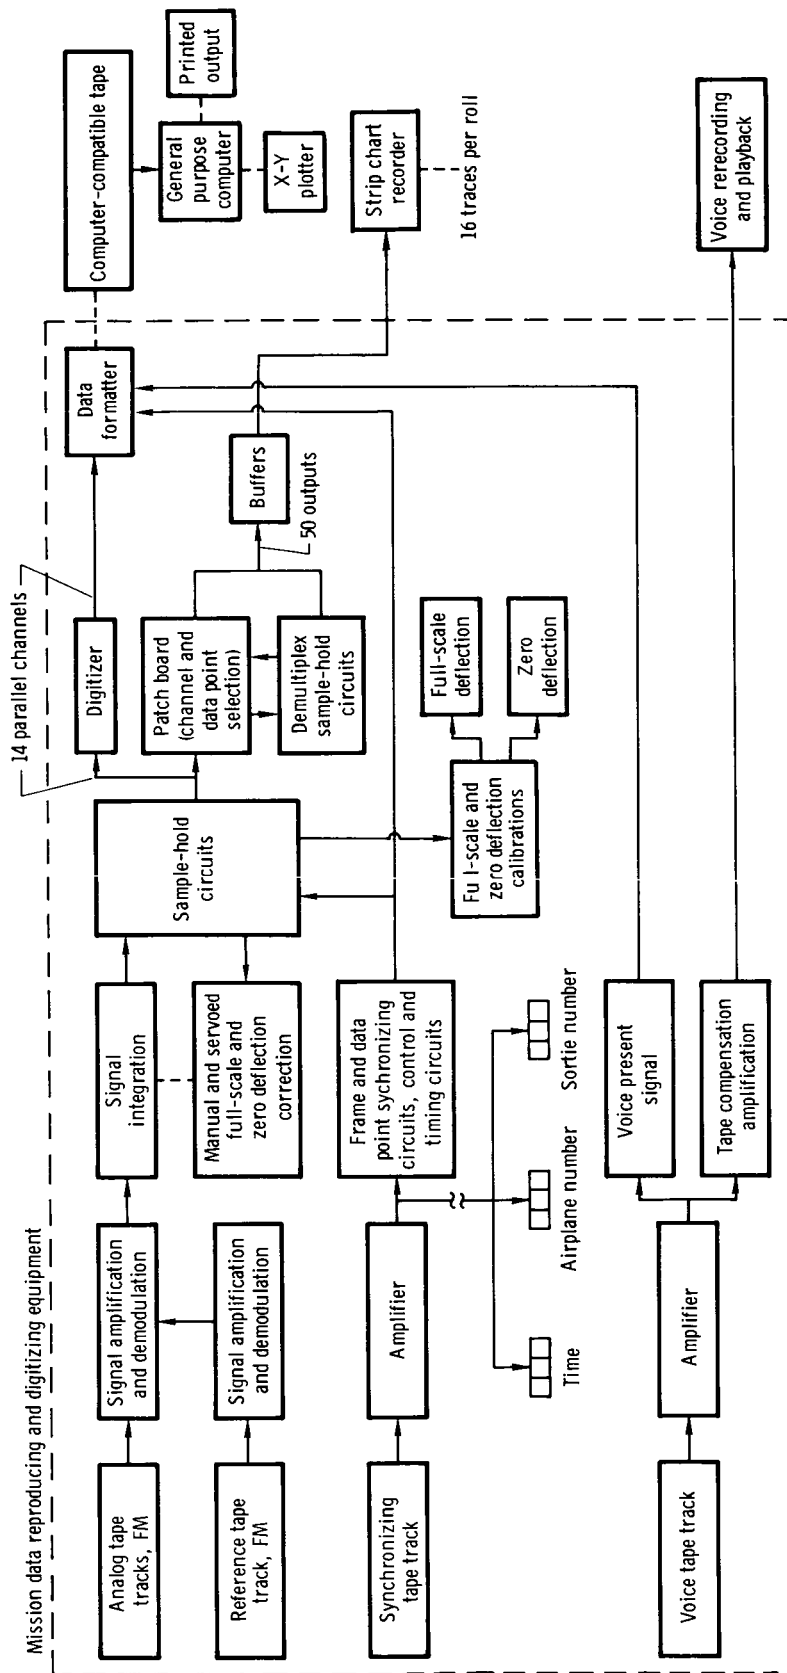 Mission data reproducing and digitizing equipment
Analog tape
tracks, FM
Signal amplification
and demodulation
Signal
integration
Sample-hold
circuits
14 parallel channels
Digitizer
Data
formatter
Computer-compatible tape
General
purpose
computer
Printed
output
X-Y
plotter
Reference tape
track, FM
Signal amplification
and demodulation
Manual and servoed
full-scale and
zero deflection
correction
Patch board
(channel and
data point
selection)
Demultiplex
sample-hold
circuits
Buffers
50 outputs
Strip chart
recorder
16 traces per roll
Synchronizing
tape track
Amplifier
Frame and data
point sychronizing
circuits, control and
timing circuits
Full-scale and
zero deflection
calibrations
Full-scale
deflection
Zero
deflection
Time
Airplane number
Sortie number
Voice tape track
Amplifier
Voice present
signal
Tape compensation
amplification
Voice rerecording
and playback